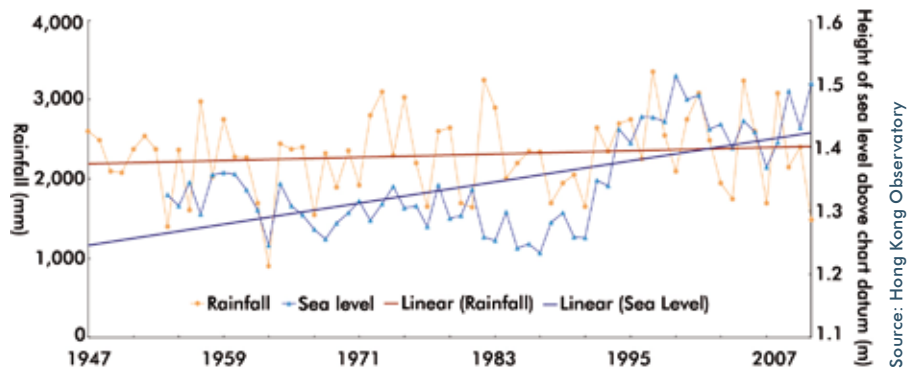 4,000
3,000
2,000
1,000
0
Rainfall (mm)
1.6
1.5
1.4
1.3
1.2
1.1
Height of sea level above chart datum (m)
Rainfall Sea level Linear (Rainfall) Linear (Sea Level)
1947 1959 1971 1983 1995 2007
Source: Hong Kong Observatory